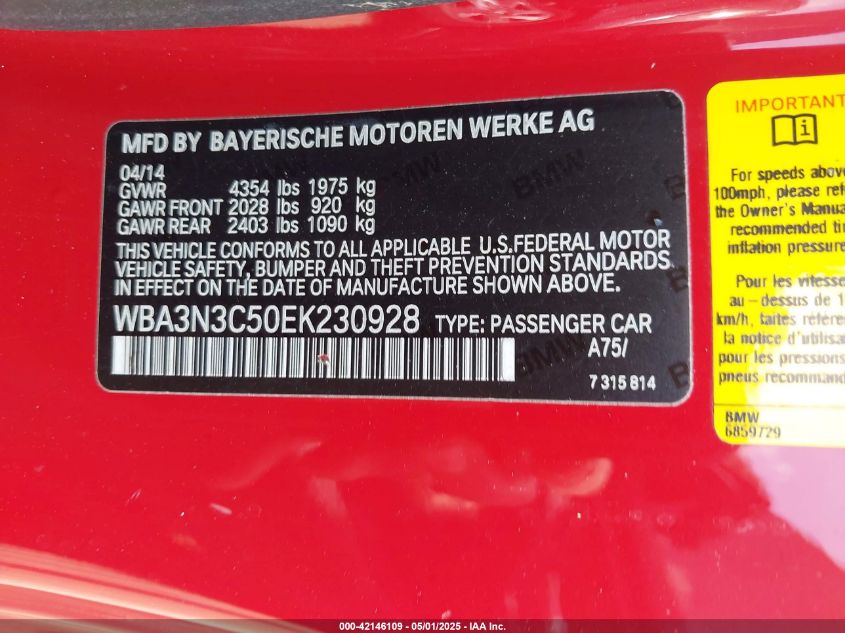 MFD BY BAYERISCHE MOTOREN WERKE AG
04/14
GVWR 4354 lbs 1975 kg
GAWR FRONT 2028 lbs 920 kg
GAWR REAR 2403 lbs 1090 kg
THIS VEHICLE CONFORMS TO ALL APPLICABLE U.S.FEDERAL MOTOR
VEHICLE SAFETY, BUMPER AND THEFT PREVENTION STANDARDS
IN EFFECT ON THE DATE OF MANUFACTURE SHOWN ABOVE.
WBA3N3C50EK230928 TYPE: PASSENGER CAR
A75/
7 315 814
IMPORTANT
For speeds above
100mph, please refe
the Owner's Manua
recommended tir
inflation pressure
Pour les vitesse
au - dessus de 1
km/h, taites référe
la notice d'utilisa
pour les pressions
pneus recommand
BMW
6859729
000-42146109 - 05/01/2025 - IAA Inc.